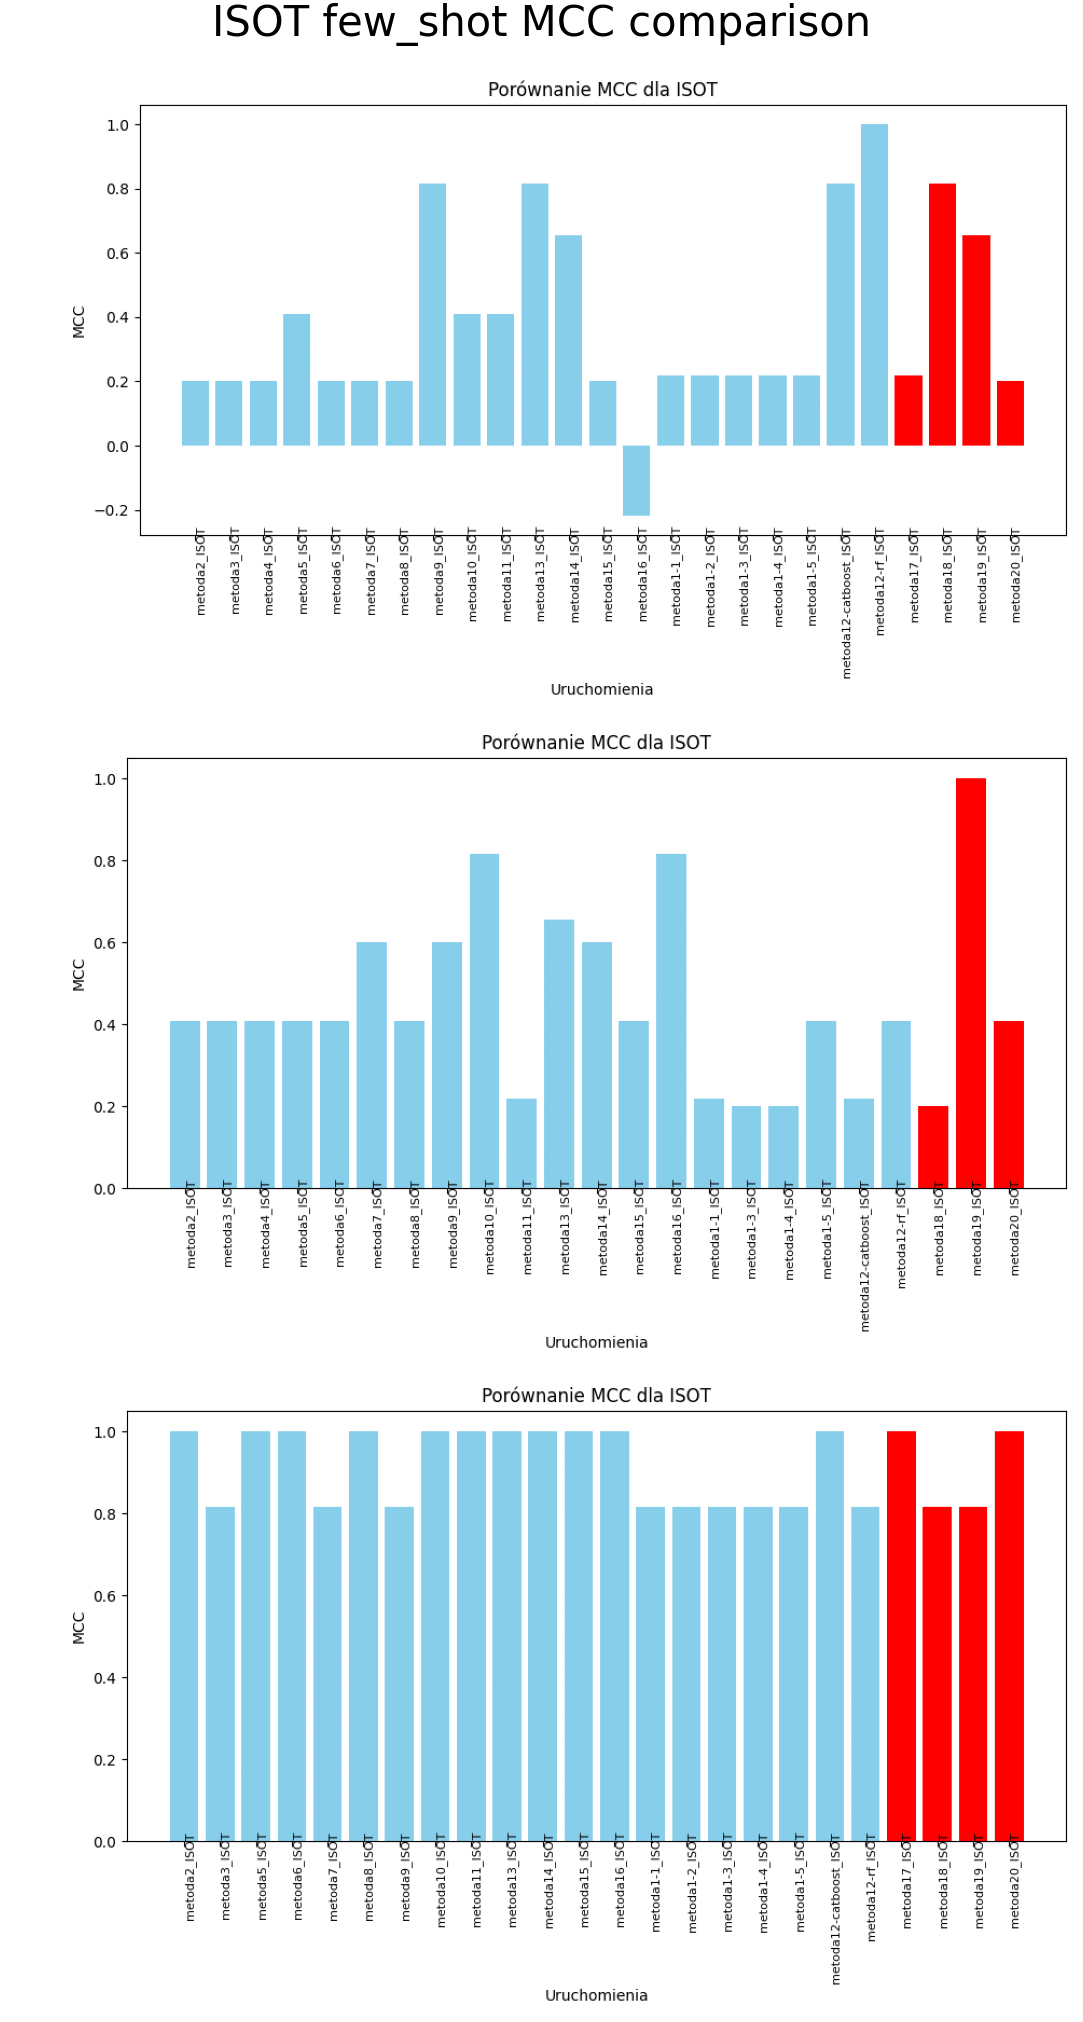 ISOT few_shot MCC comparison
Porównanie MCC dla ISOT
1.0
0.8
0.6
0.4
0.2
0.0
−0.2
MCC
metoda2_ISOT
metoda3_ISOT
metoda4_ISOT
metoda5_ISOT
metoda6_ISOT
metoda7_ISOT
metoda8_ISOT
metoda9_ISOT
metoda10_ISOT
metoda11_ISOT
metoda13_ISOT
metoda14_ISOT
metoda15_ISOT
metoda16_ISOT
metoda1-1_ISOT
metoda1-2_ISOT
metoda1-3_ISOT
metoda1-4_ISOT
metoda1-5_ISOT
metoda12-catboost_ISOT
metoda12-rf_ISOT
metoda17_ISOT
metoda18_ISOT
metoda19_ISOT
metoda20_ISOT
Uruchomienia
Porównanie MCC dla ISOT
1.0
0.8
0.6
0.4
0.2
0.0
MCC
metoda2_ISOT
metoda3_ISOT
metoda4_ISOT
metoda5_ISOT
metoda6_ISOT
metoda7_ISOT
metoda8_ISOT
metoda9_ISOT
metoda10_ISOT
metoda11_ISOT
metoda13_ISOT
metoda14_ISOT
metoda15_ISOT
metoda16_ISOT
metoda1-1_ISOT
metoda1-3_ISOT
metoda1-4_ISOT
metoda1-5_ISOT
metoda12-catboost_ISOT
metoda12-rf_ISOT
metoda18_ISOT
metoda19_ISOT
metoda20_ISOT
Uruchomienia
Porównanie MCC dla ISOT
1.0
0.8
0.6
0.4
0.2
0.0
MCC
metoda2_ISOT
metoda3_ISOT
metoda5_ISOT
metoda6_ISOT
metoda7_ISOT
metoda8_ISOT
metoda9_ISOT
metoda10_ISOT
metoda11_ISOT
metoda13_ISOT
metoda14_ISOT
metoda15_ISOT
metoda16_ISOT
metoda1-1_ISOT
metoda1-2_ISOT
metoda1-3_ISOT
metoda1-4_ISOT
metoda1-5_ISOT
metoda12-catboost_ISOT
metoda12-rf_ISOT
metoda17_ISOT
metoda18_ISOT
metoda19_ISOT
metoda20_ISOT
Uruchomienia